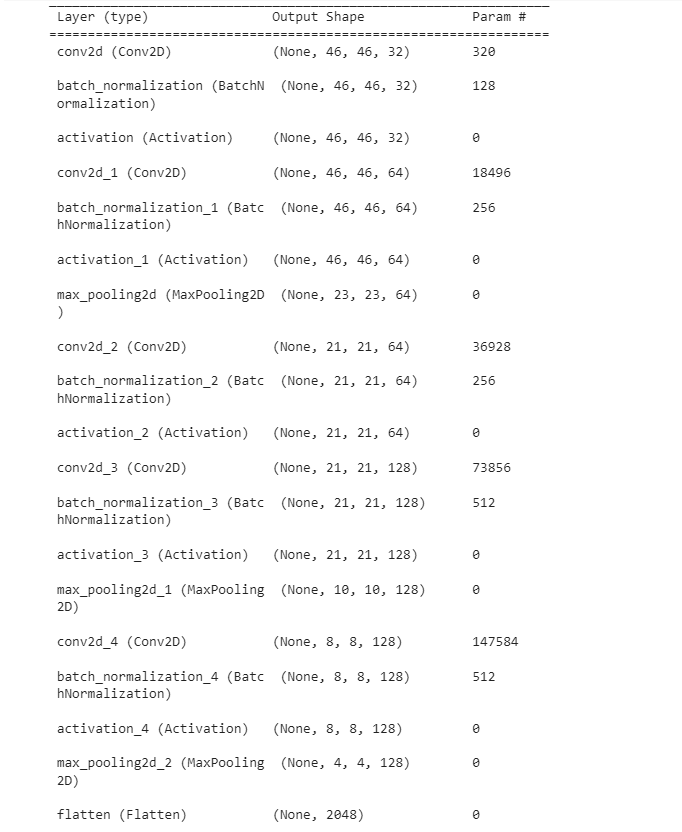 Layer (type) Output Shape Param #
=================================================================
conv2d (Conv2D) (None, 46, 46, 32) 320
batch_normalization (BatchN (None, 46, 46, 32) 128
ormalization)
activation (Activation) (None, 46, 46, 32) 0
conv2d_1 (Conv2D) (None, 46, 46, 64) 18496
batch_normalization_1 (Batc (None, 46, 46, 64) 256
hNormalization)
activation_1 (Activation) (None, 46, 46, 64) 0
max_pooling2d (MaxPooling2D (None, 23, 23, 64) 0
)
conv2d_2 (Conv2D) (None, 21, 21, 64) 36928
batch_normalization_2 (Batc (None, 21, 21, 64) 256
hNormalization)
activation_2 (Activation) (None, 21, 21, 64) 0
conv2d_3 (Conv2D) (None, 21, 21, 128) 73856
batch_normalization_3 (Batc (None, 21, 21, 128) 512
hNormalization)
activation_3 (Activation) (None, 21, 21, 128) 0
max_pooling2d_1 (MaxPooling (None, 10, 10, 128) 0
2D)
conv2d_4 (Conv2D) (None, 8, 8, 128) 147584
batch_normalization_4 (Batc (None, 8, 8, 128) 512
hNormalization)
activation_4 (Activation) (None, 8, 8, 128) 0
max_pooling2d_2 (MaxPooling (None, 4, 4, 128) 0
2D)
flatten (Flatten) (None, 2048) 0